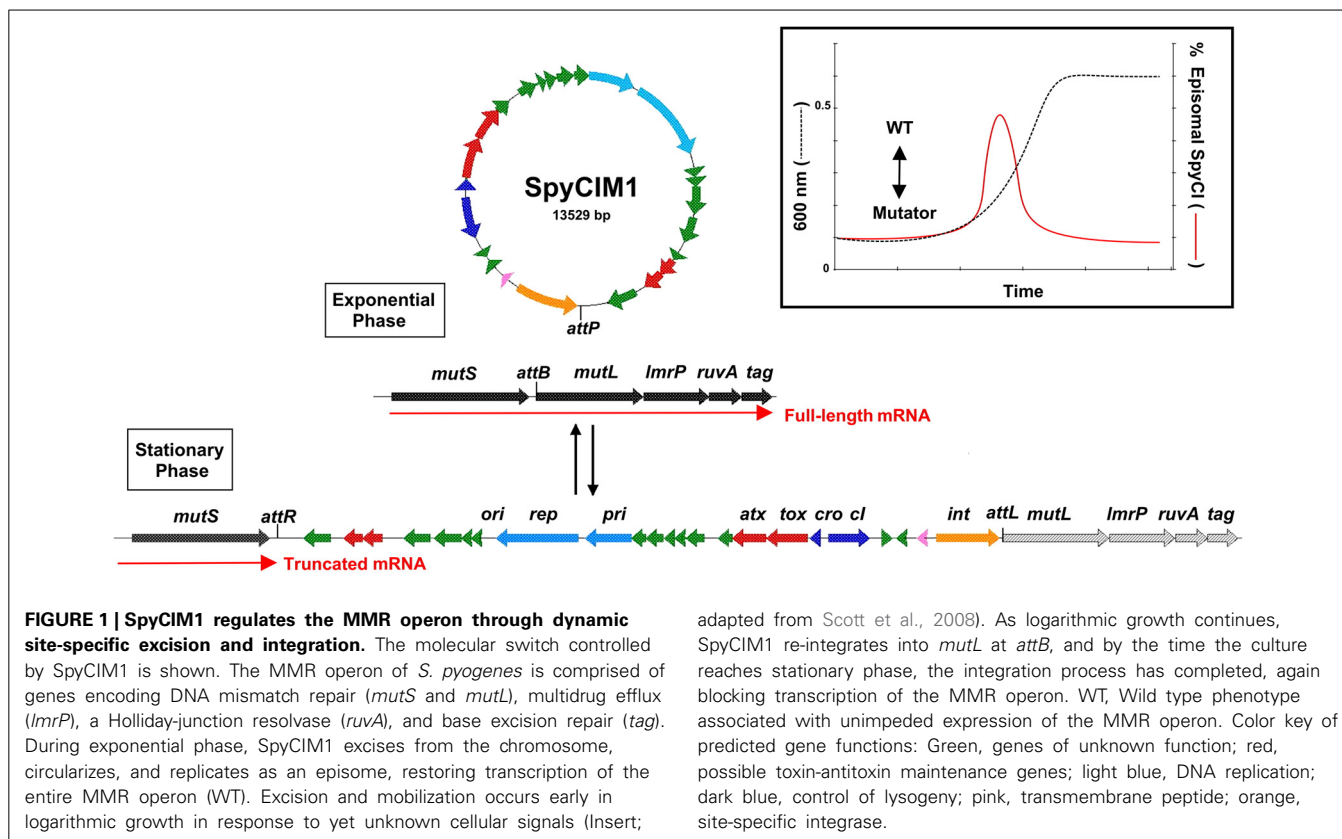 SpyCIM1
13529 bp
attP
Exponential
Phase
600 nm (-----)
0.5
0
WT
Mutator
Time
% Episomal SpyCI (—)
mutS attB mutL lmrP ruvA tag
Full-length mRNA
Stationary
Phase
mutS attR ori rep pri atx tox cro cI int attL mutL lmrP ruvA tag
Truncated mRNA
FIGURE 1 | SpyCIM1 regulates the MMR operon through dynamic
site-specific excision and integration. The molecular switch controlled
by SpyCIM1 is shown. The MMR operon of S. pyogenes is comprised of
genes encoding DNA mismatch repair (mutS and mutL), multidrug efflux
(lmrP), a Holliday-junction resolvase (ruvA), and base excision repair (tag).
During exponential phase, SpyCIM1 excises from the chromosome,
circularizes, and replicates as an episome, restoring transcription of the
entire MMR operon (WT). Excision and mobilization occurs early in
logarithmic growth in response to yet unknown cellular signals (Insert;
adapted from Scott et al., 2008). As logarithmic growth continues,
SpyCIM1 re-integrates into mutL at attB, and by the time the culture
reaches stationary phase, the integration process has completed, again
blocking transcription of the MMR operon. WT, Wild type phenotype
associated with unimpeded expression of the MMR operon. Color key of
predicted gene functions: Green, genes of unknown function; red,
possible toxin-antitoxin maintenance genes; light blue, DNA replication;
dark blue, control of lysogeny; pink, transmembrane peptide; orange,
site-specific integrase.